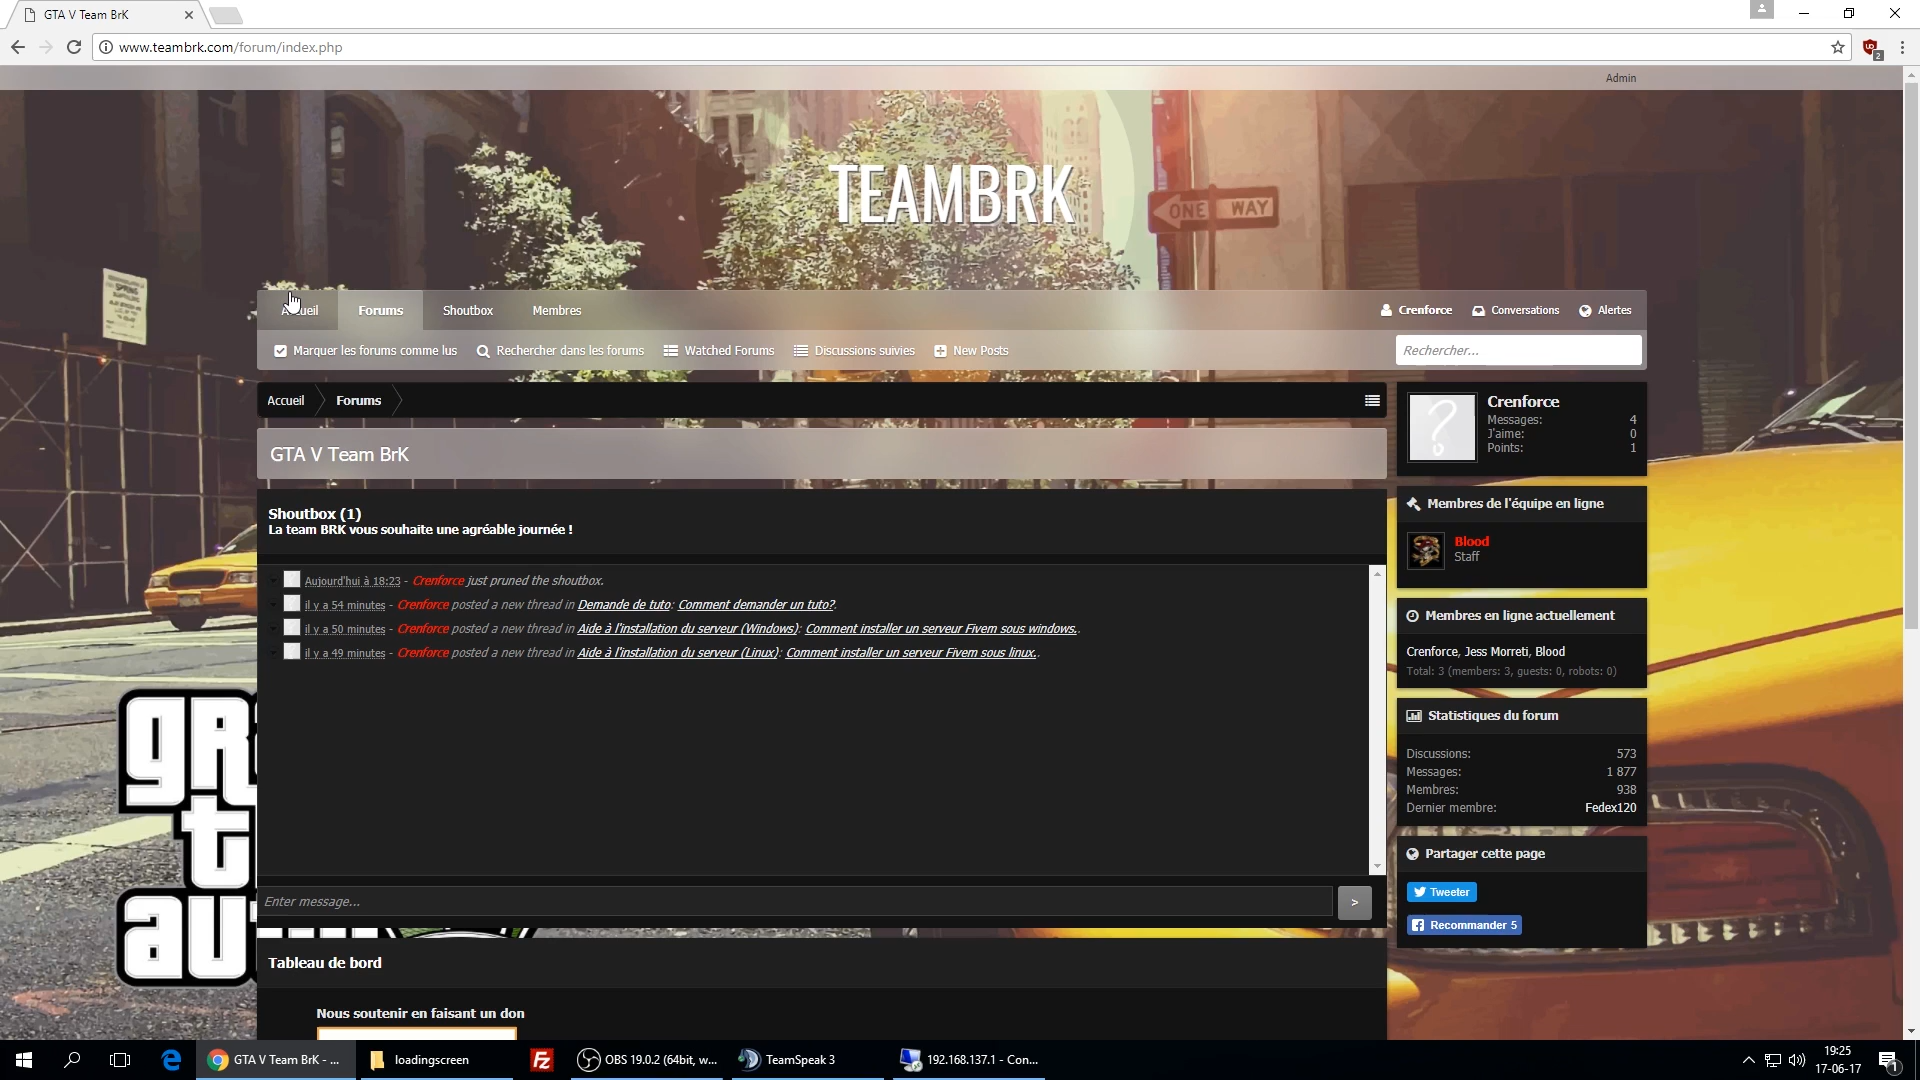 GTA V Team BrK
www.teambrk.com/forum/index.php
2
Admin
TEAMBRK
ONE WAY
Forums
Shoutbox
Membres
Crenforce
Conversations
Alertes
Marquer les forums comme lus
Rechercher dans les forums
Watched Forums
Discussions suivies
New Posts
Rechercher...
Accueil
Forums
GTA V Team BrK
Shoutbox (1)
La team BRK vous souhaite une agréable journée !
Aujourd'hui à 18:23 - Crenforce just pruned the shoutbox.
il y a 54 minutes - Crenforce posted a new thread in Demande de tuto: Comment demander un tuto?.
il y a 50 minutes - Crenforce posted a new thread in Aide à l'installation du serveur (Windows): Comment installer un serveur Fivem sous windows..
il y a 49 minutes - Crenforce posted a new thread in Aide à l'installation du serveur (Linux): Comment installer un serveur Fivem sous linux..
Enter message...
>
Tableau de bord
Nous soutenir en faisant un don
Crenforce
Messages: 4
J'aime: 0
Points: 1
Membres de l'équipe en ligne
Blood
Staff
Membres en ligne actuellement
Crenforce, Jess Morreti, Blood
Total: 3 (members: 3, guests: 0, robots: 0)
Statistiques du forum
Discussions: 573
Messages: 1 877
Membres: 938
Dernier membre: Fedex120
Partager cette page
Tweeter
Recommander 5
GTA V Team BrK - ...
loadingscreen
OBS 19.0.2 (64bit, w...
TeamSpeak 3
192.168.137.1 - Con...
19:25
17-06-17
1